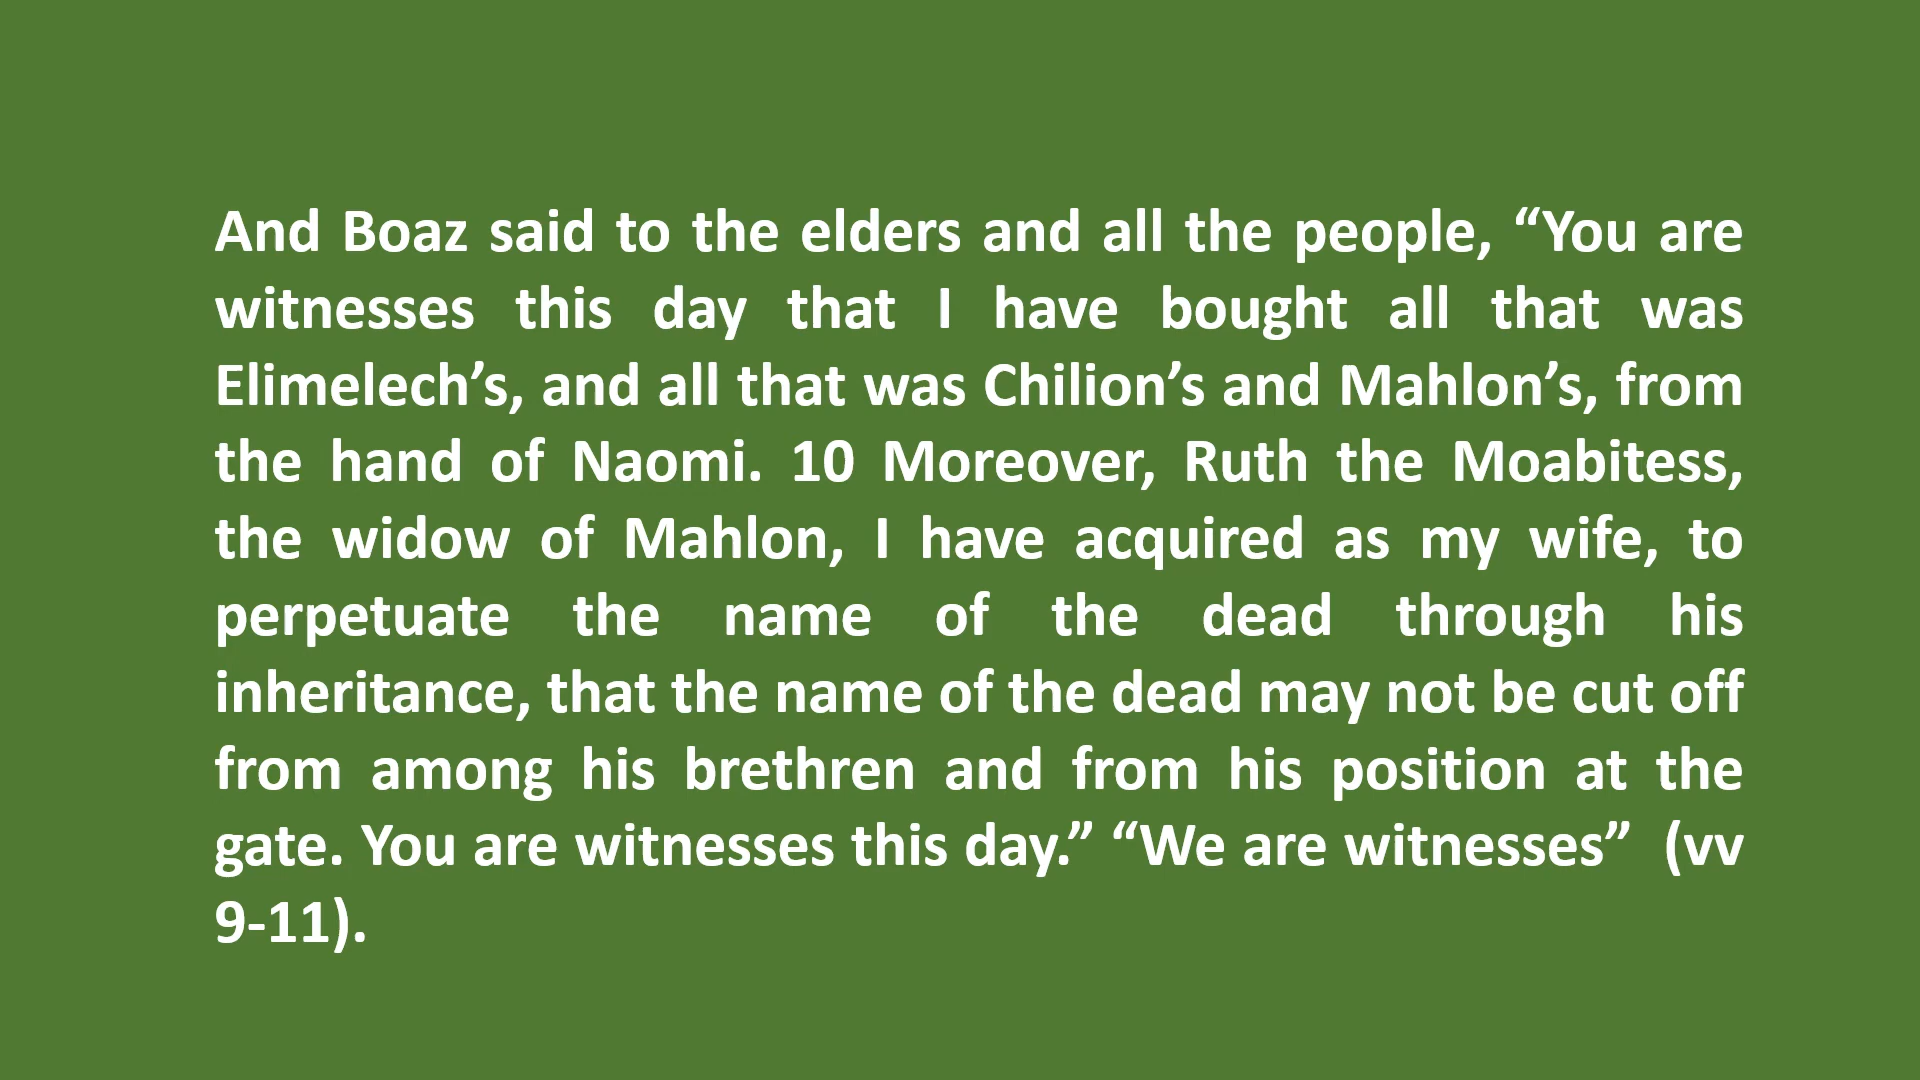 And Boaz said to the elders and all the people, “You are
witnesses this day that I have bought all that was
Elimelech’s, and all that was Chilion’s and Mahlon’s, from
the hand of Naomi. 10 Moreover, Ruth the Moabitess,
the widow of Mahlon, I have acquired as my wife, to
perpetuate the name of the dead through his
inheritance, that the name of the dead may not be cut off
from among his brethren and from his position at the
gate. You are witnesses this day.” “We are witnesses”  (vv
9-11).